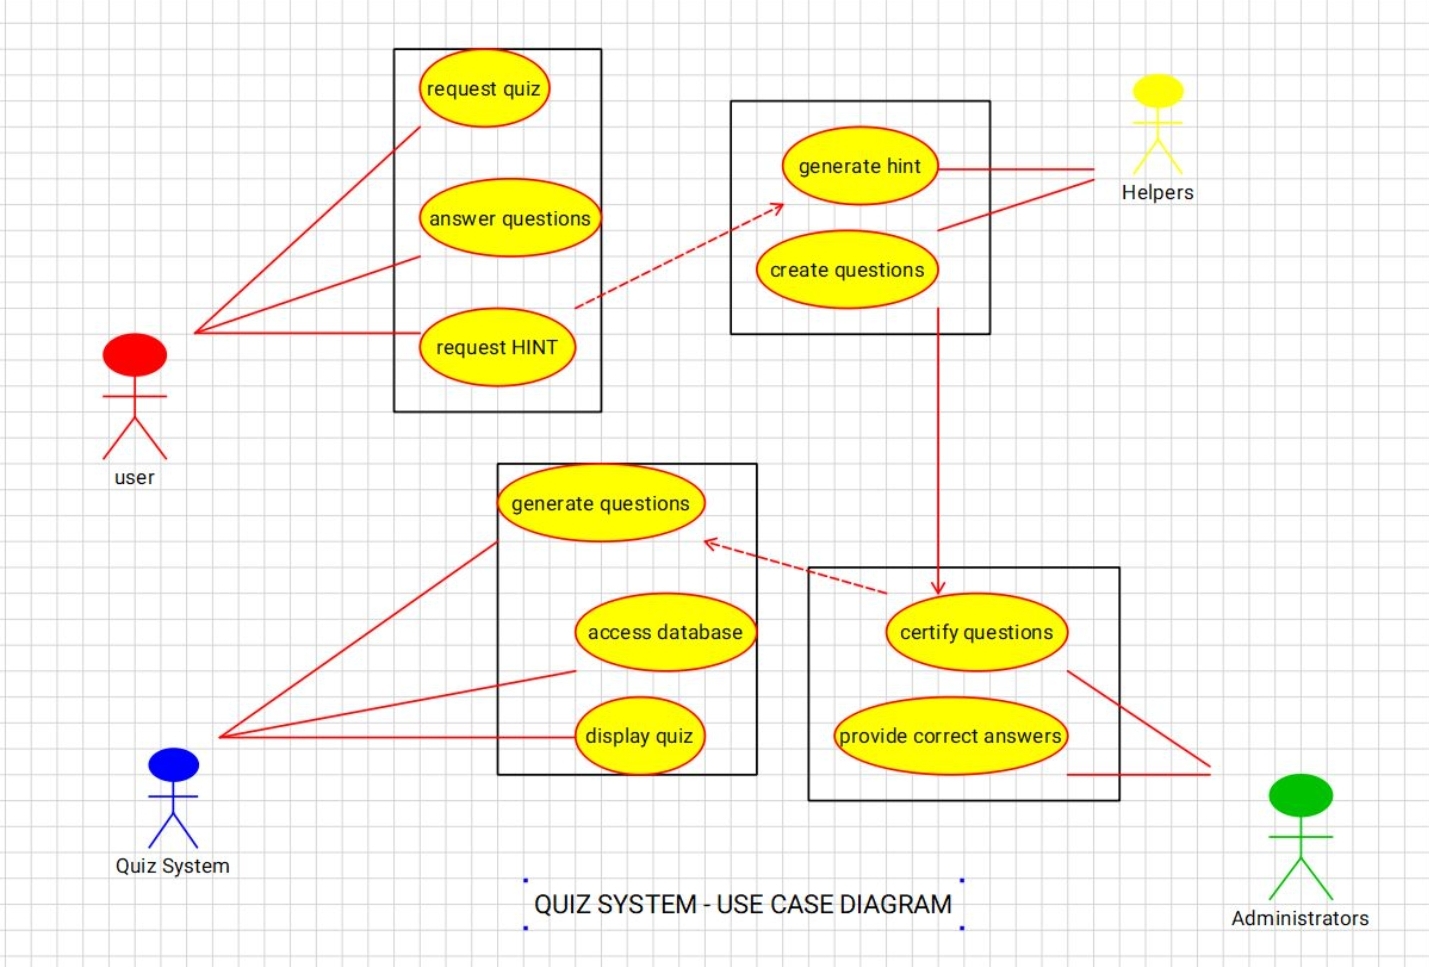 request quiz
answer questions
request HINT
user
generate hint
create questions
Helpers
generate questions
access database
display quiz
Quiz System
certify questions
provide correct answers
Administrators
QUIZ SYSTEM - USE CASE DIAGRAM